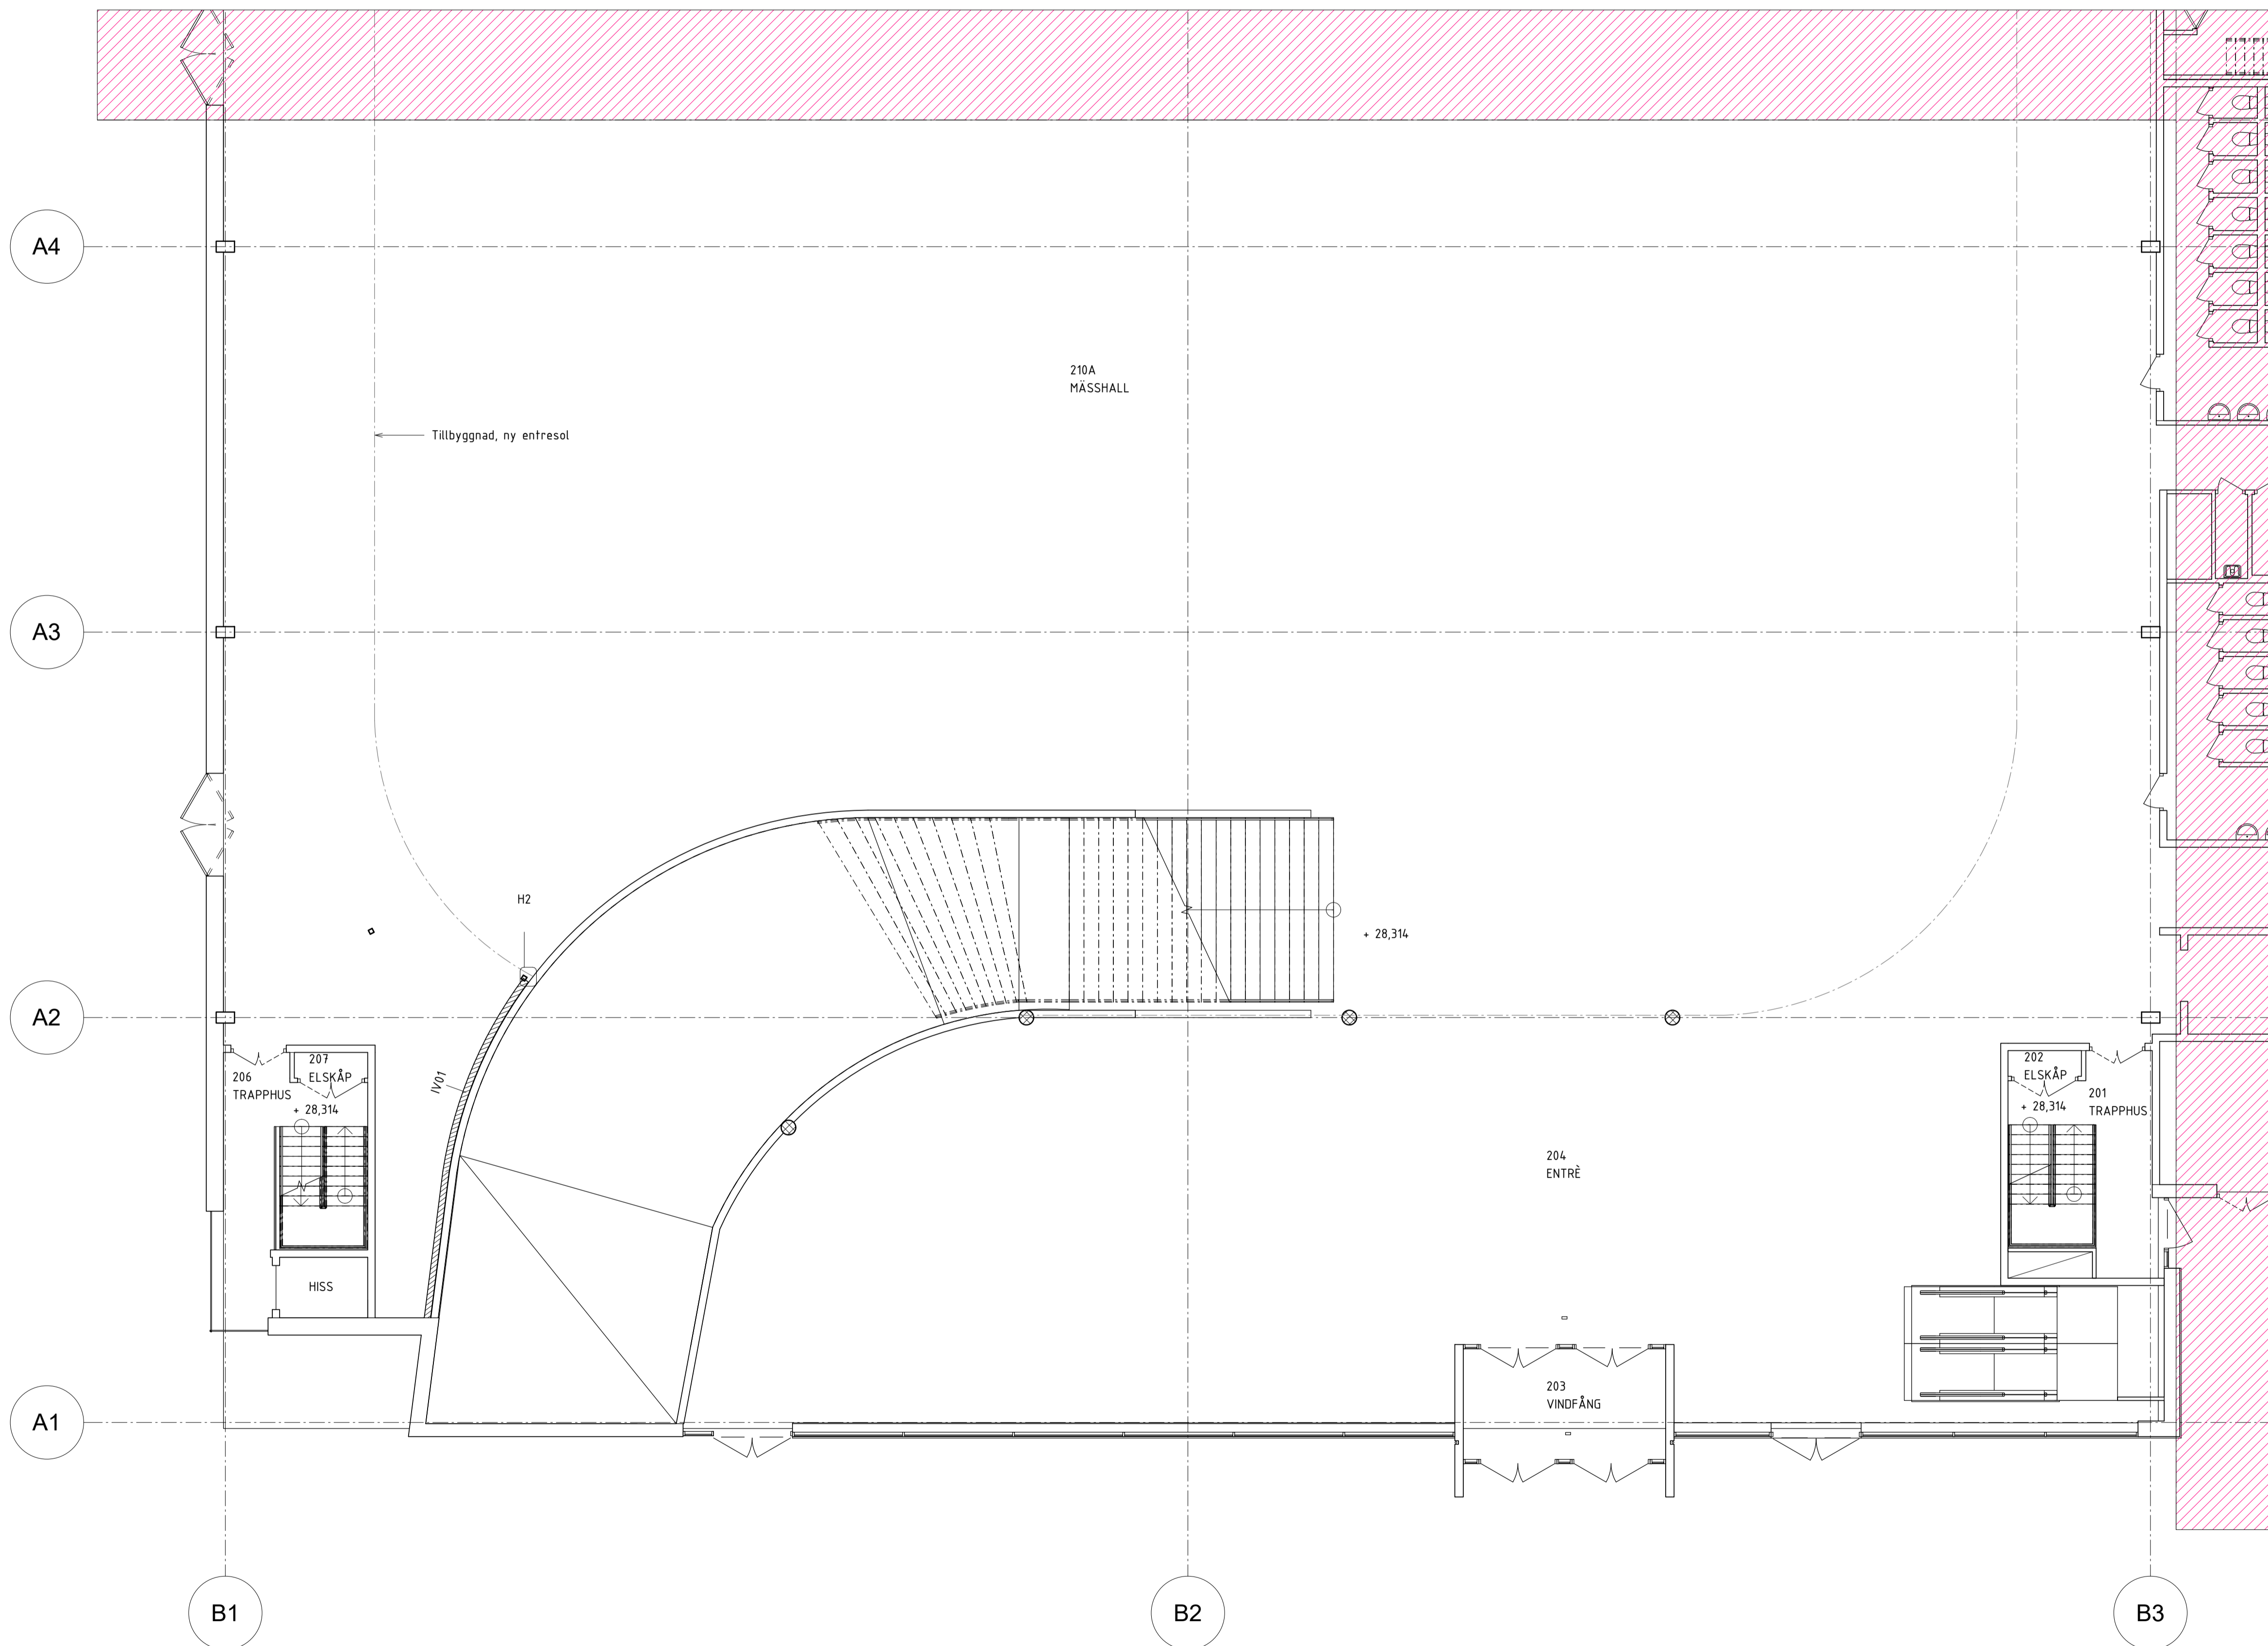 A4
210A
MÄSSHALL
Tillbyggnad, ny entresol
A3
H2
+ 28,314
A2
207
ELSKÅP
206
TRAPPHUS
+ 28,314
IV01
202
ELSKÅP
201
TRAPPHUS
+ 28,314
204
ENTRÈ
HISS
203
VINDFÅNG
A1
B1
B2
B3